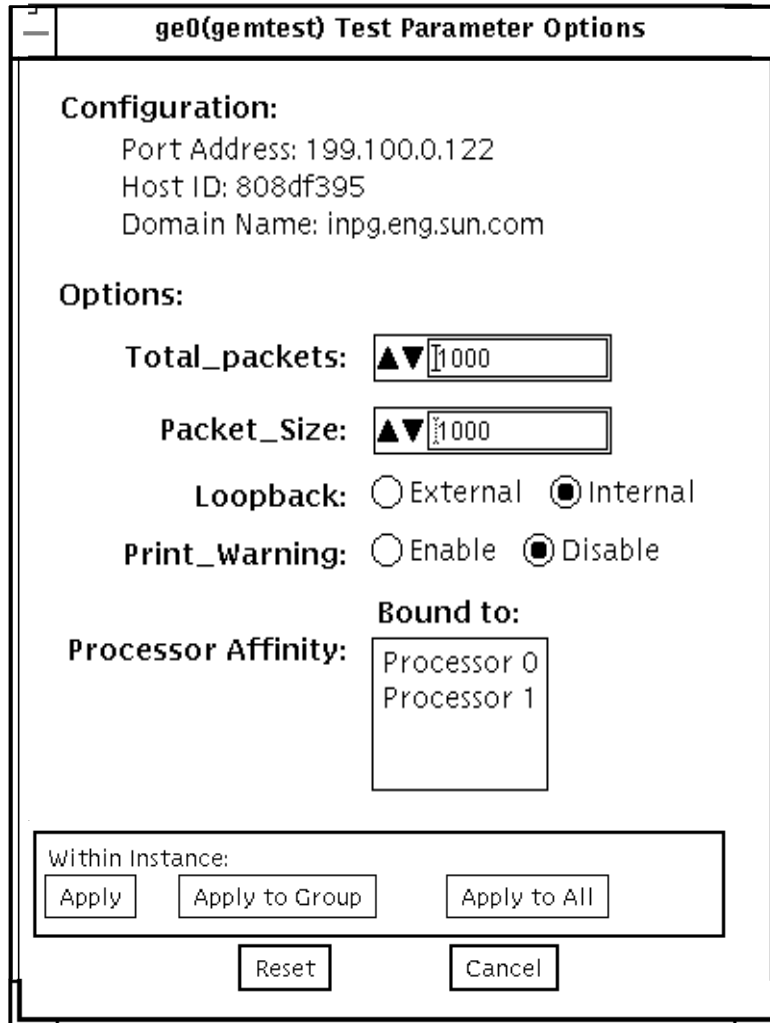 ge0(gemtest) Test Parameter Options
Configuration:
Port Address: 199.100.0.122
Host ID: 808df395
Domain Name: inpg.eng.sun.com
Options:
Total_packets: 1000
Packet_Size: 1000
Loopback: External Internal
Print_Warning: Enable Disable
Bound to:
Processor Affinity:
Processor 0
Processor 1
Within Instance:
Apply Apply to Group Apply to All
Reset Cancel